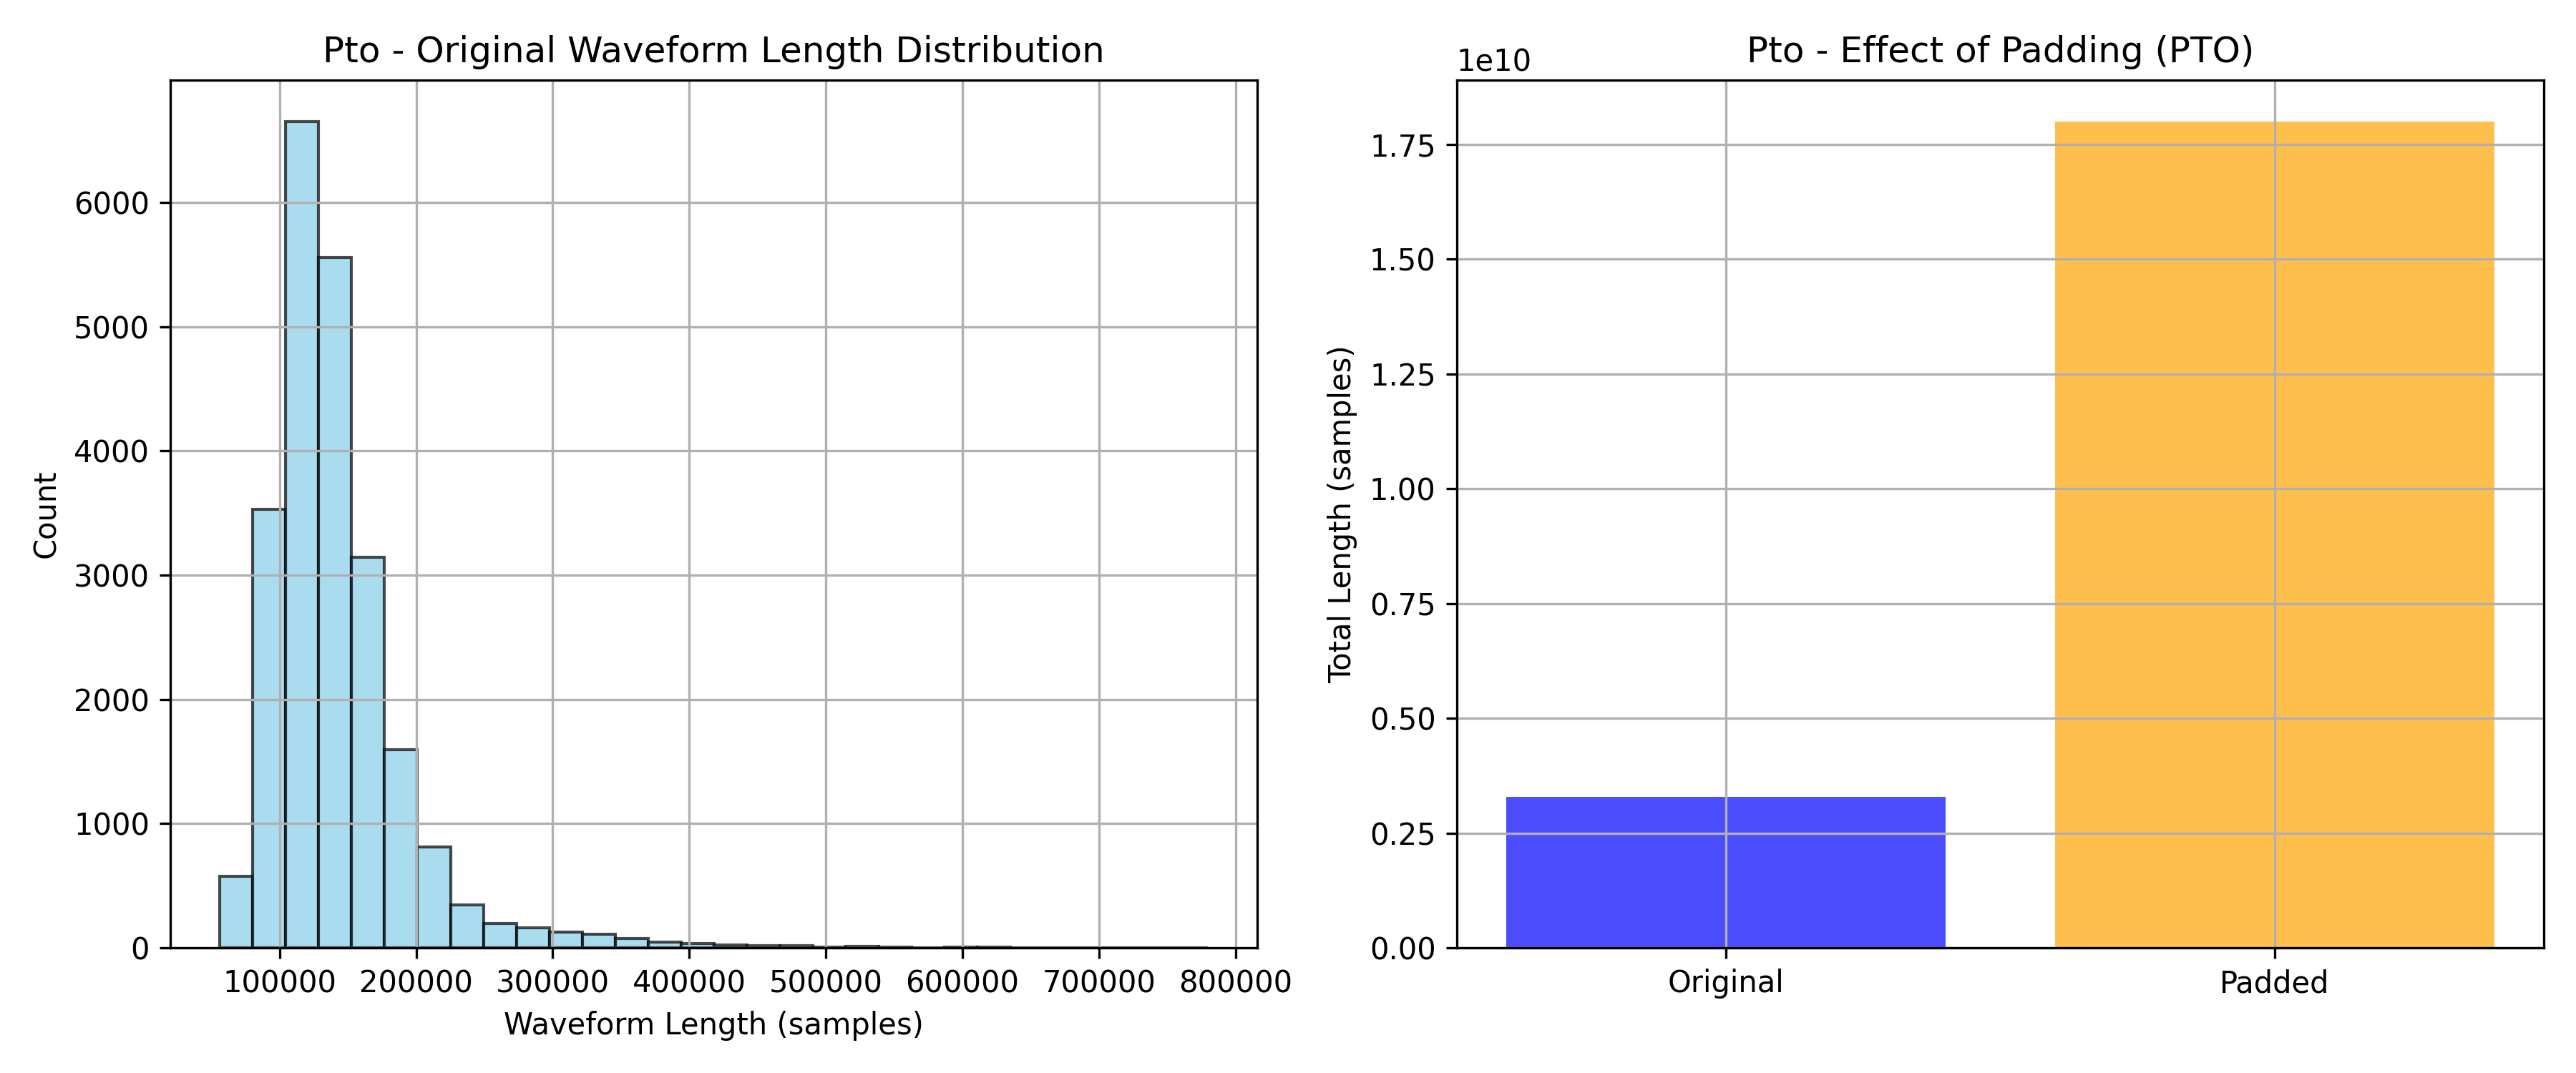 Pto - Original Waveform Length Distribution
Count
6000
5000
4000
3000
2000
1000
0
100000 200000 300000 400000 500000 600000 700000 800000
Waveform Length (samples)
Pto - Effect of Padding (PTO)
1e10
Total Length (samples)
1.75
1.50
1.25
1.00
0.75
0.50
0.25
0.00
Original Padded